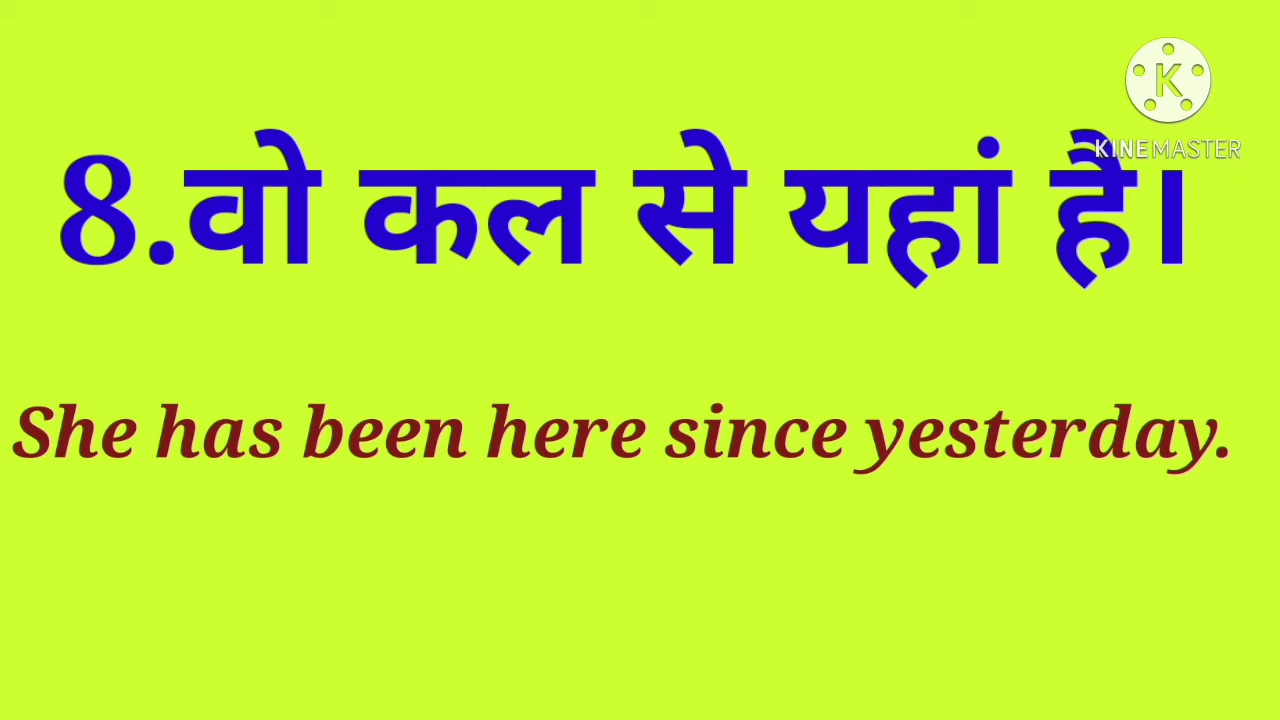 K
KINEMASTER
8.वो कल से यहां है।
She has been here since yesterday.